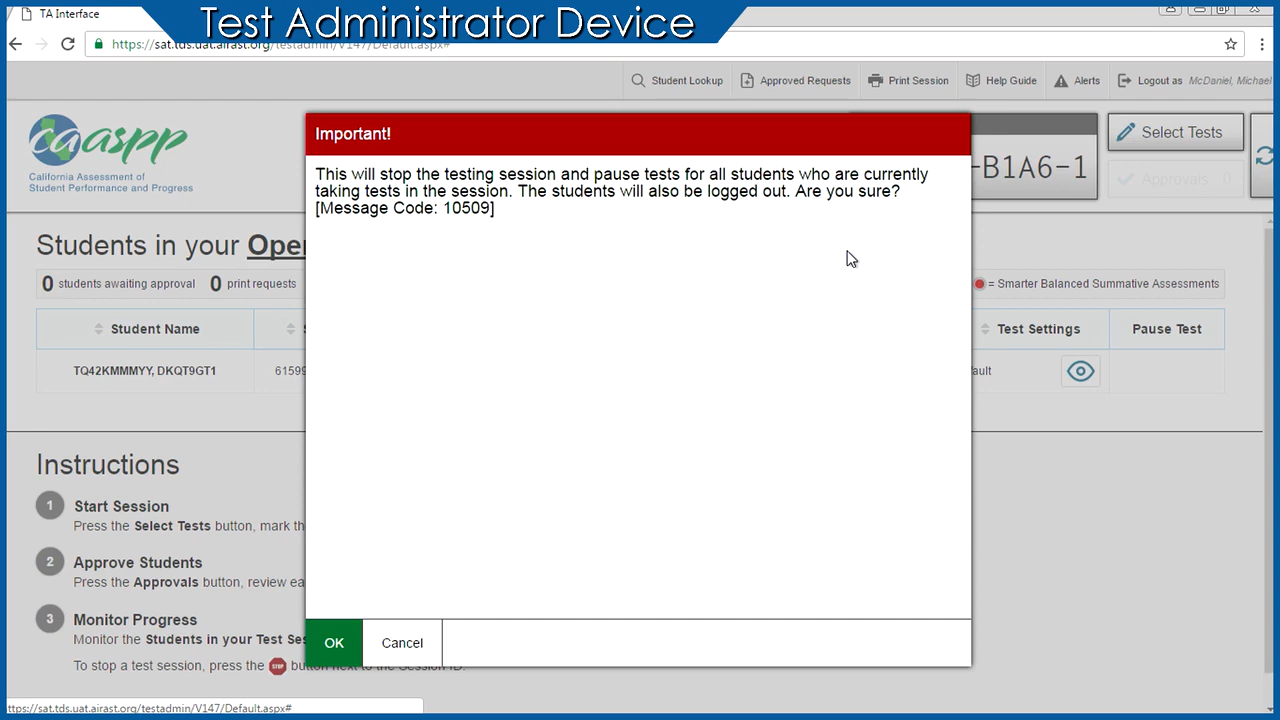 Test Administrator Device
TA Interface
https://sat.tds.uat.airast.org/testadmin/V147/Default.aspx#
Student Lookup
Approved Requests
Print Session
Help Guide
Alerts
Logout as McDaniel, Michael
caaspp
California Assessment of
Student Performance and Progress
Important!
This will stop the testing session and pause tests for all students who are currently
taking tests in the session. The students will also be logged out. Are you sure?
[Message Code: 10509]
-B1A6-1
Select Tests
Approvals 0
Students in your Oper
0 students awaiting approval 0 print requests
= Smarter Balanced Summative Assessments
Student Name
Test Settings
Pause Test
TQ42KMMMYY, DKQT9GT1
6159
Instructions
1 Start Session
Press the Select Tests button, mark th
2 Approve Students
Press the Approvals button, review ea
3 Monitor Progress
Monitor the Students in your Test Ses
To stop a test session, press the STOP button next to the Session ID.
OK
Cancel
ttps://sat.tds.uat.airast.org/testadmin/V147/Default.aspx#